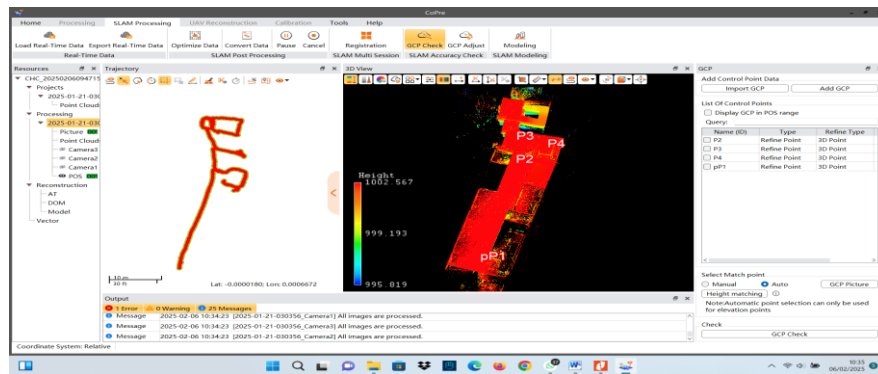 CoPre
Home Processing SLAM Processing UAV Reconstruction Calibration Tools Help
Load Real-Time Data Export Real-Time Data Optimize Data Convert Data Pause Cancel Registration GCP Check GCP Adjust Modeling
Real-Time Data SLAM Post Processing SLAM Multi Session SLAM Accuracy Check SLAM Modeling
Resources
CHC_2025020609471
Projects
2025-01-21-030
Point Cloud
Processing
2025-01-21-030
Picture
Point Cloud
Camera3
Camera2
Camera1
POS
Reconstruction
AT
DOM
Model
Vector
Trajectory
10 m
30 ft
Lat: -0.0000180; Lon: 0.0006672
3D View
P3
P4
P2
Height
1002.567
999.193
pP1
995.819
GCP
Add Control Point Data
Import GCP Add GCP
List Of Control Points
Display GCP in POS range
Query:
Name (ID) Type Refine Type
P2 Refine Point 3D Point
P3 Refine Point 3D Point
P4 Refine Point 3D Point
pP1 Refine Point 3D Point
Select Match point
Manual Auto GCP Picture
Height matching
Note:Automatic point selection can only be used
for elevation points
Check
GCP Check
Output
1 Error 0 Warning 25 Messages
Message 2025-02-06 10:34:23 [2025-01-21-030356_Camera1] All images are processed.
Message 2025-02-06 10:34:23 [2025-01-21-030356_Camera3] All images are processed.
Message 2025-02-06 10:34:23 [2025-01-21-030356_Camera2] All images are processed.
Coordinate System: Relative
10:35
06/02/2025